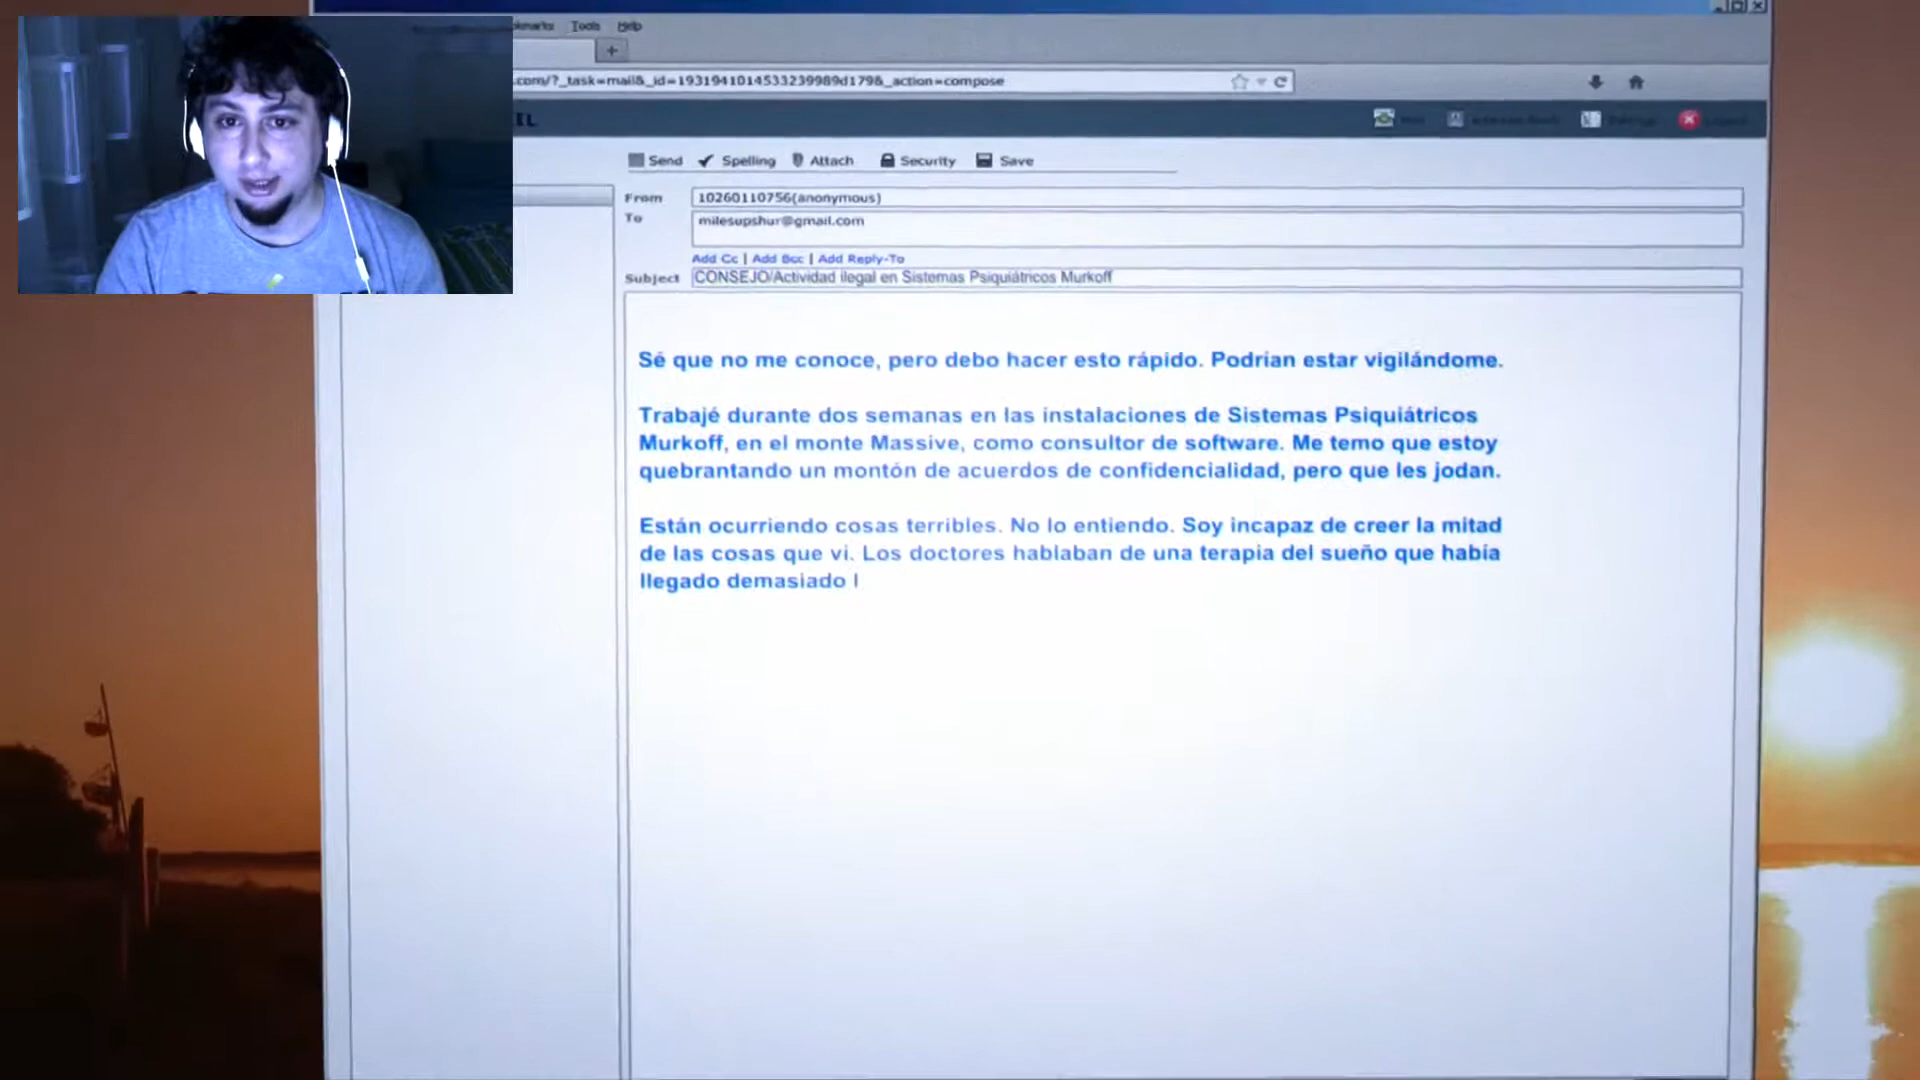 Tools Help
+
.com/?_task=mail&_id=1931941014533239989d179&_action=compose
Send Spelling Attach Security Save
From 10260110756(anonymous)
To milesupshur@gmail.com
Add Cc | Add Bcc | Add Reply-To
Subject CONSEJO/Actividad ilegal en Sistemas Psiquiátricos Murkoff
Sé que no me conoce, pero debo hacer esto rápido. Podrían estar vigilándome.
Trabajé durante dos semanas en las instalaciones de Sistemas Psiquiátricos
Murkoff, en el monte Massive, como consultor de software. Me temo que estoy
quebrantando un montón de acuerdos de confidencialidad, pero que les jodan.
Están ocurriendo cosas terribles. No lo entiendo. Soy incapaz de creer la mitad
de las cosas que vi. Los doctores hablaban de una terapia del sueño que había
llegado demasiado l